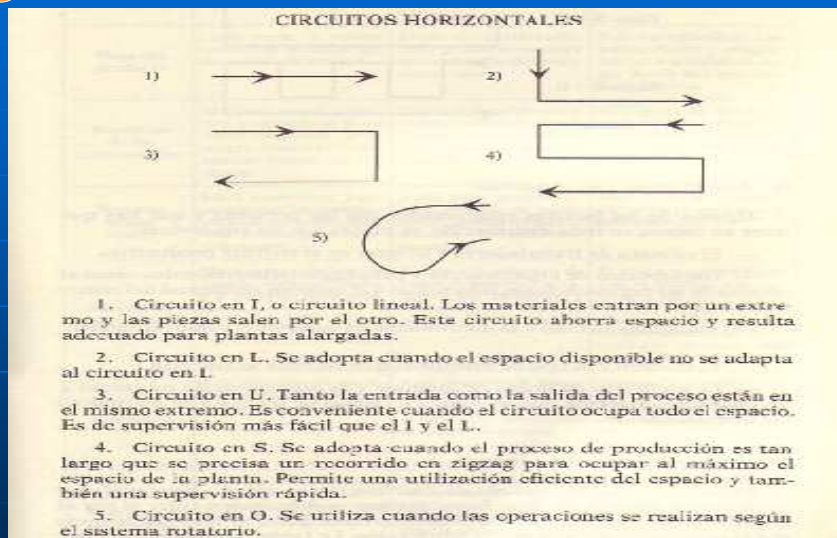 CIRCUITOS HORIZONTALES
1)
2)
3)
4)
5)
1. Circuito en I, o circuito lineal. Los materiales entran por un extre-
mo y las piezas salen por el otro. Este circuito ahorra espacio y resulta
adecuado para plantas alargadas.
2. Circuito en L. Se adopta cuando el espacio disponible no se adapta
al circuito en I.
3. Circuito en U. Tanto la entrada como la salida del proceso están en
el mismo extremo. Es conveniente cuando el circuito ocupa todo el espacio.
Es de supervisión más fácil que el I y el L.
4. Circuito en S. Se adopta cuando el proceso de producción es tan
largo que se precisa un recorrido en zigzag para ocupar al máximo el
espacio de la planta. Permite una utilización eficiente del espacio y tam-
bién una supervisión rápida.
5. Circuito en O. Se utiliza cuando las operaciones se realizan según
el sistema rotatorio.